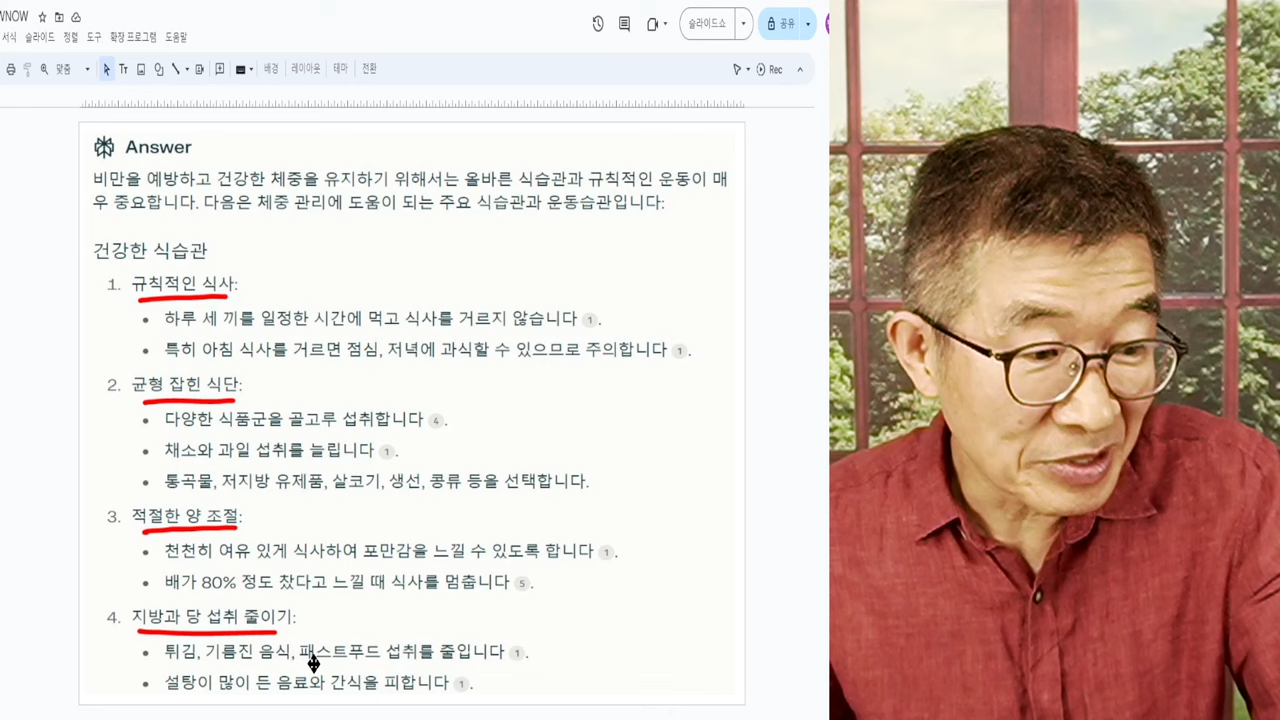 WNOW
서식 슬라이드 정렬 도구 확장 프로그램 도움말
슬라이드쇼
공유
맞춤
Tт
배경 레이아웃 테마 전환
Rec
Answer
비만을 예방하고 건강한 체중을 유지하기 위해서는 올바른 식습관과 규칙적인 운동이 매
우 중요합니다. 다음은 체중 관리에 도움이 되는 주요 식습관과 운동습관입니다:
건강한 식습관
1. 규칙적인 식사:
• 하루 세 끼를 일정한 시간에 먹고 식사를 거르지 않습니다 1.
• 특히 아침 식사를 거르면 점심, 저녁에 과식할 수 있으므로 주의합니다 1.
2. 균형 잡힌 식단:
• 다양한 식품군을 골고루 섭취합니다 4.
• 채소와 과일 섭취를 늘립니다 1.
• 통곡물, 저지방 유제품, 살코기, 생선, 콩류 등을 선택합니다.
3. 적절한 양 조절:
• 천천히 여유 있게 식사하여 포만감을 느낄 수 있도록 합니다 1.
• 배가 80% 정도 찼다고 느낄 때 식사를 멈춥니다 5.
4. 지방과 당 섭취 줄이기:
• 튀김, 기름진 음식, 패스트푸드 섭취를 줄입니다 1.
• 설탕이 많이 든 음료와 간식을 피합니다 1.